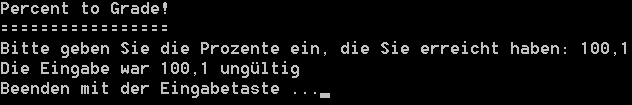 Percent to Grade!
=================
Bitte geben Sie die Prozente ein, die Sie erreicht haben: 100,1
Die Eingabe war 100,1 ungültig
Beenden mit der Eingabetaste ..._